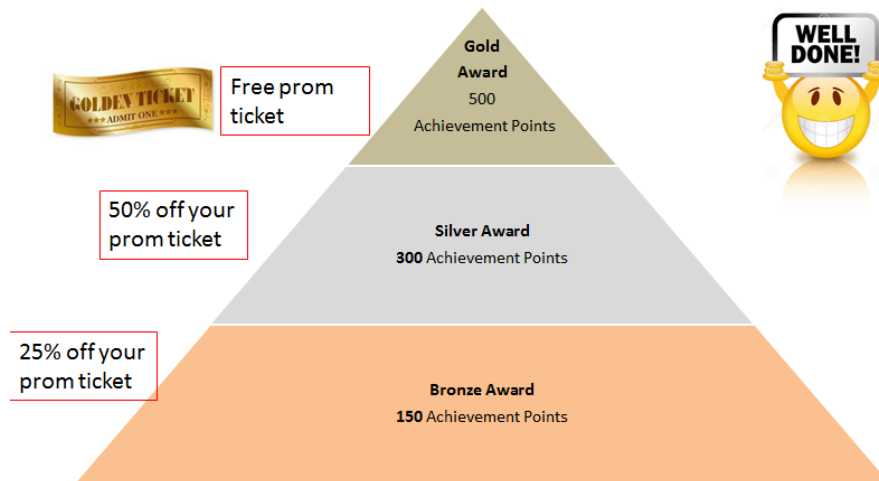 Gold
Award
500
Achievement Points
WELL
DONE!
GOLDEN TICKET
ADMIT ONE
Free prom
ticket
50% off your
prom ticket
Silver Award
300 Achievement Points
25% off your
prom ticket
Bronze Award
150 Achievement Points